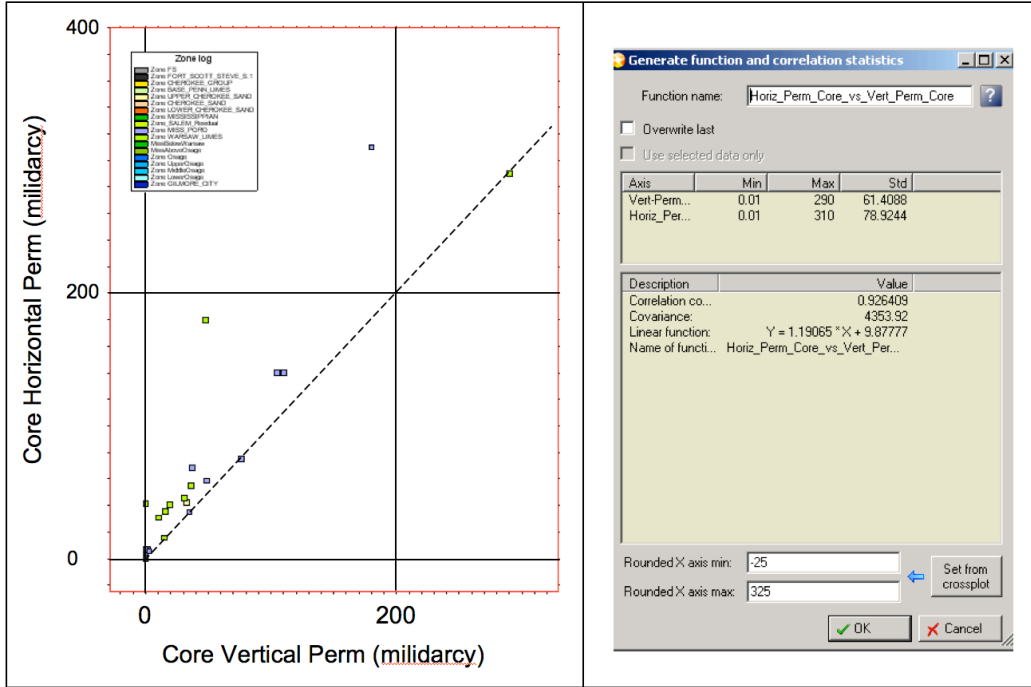 400
200
0
0
200
Core Horizontal Perm (milidarcy)
Core Vertical Perm (milidarcy)
Zone log
Zone FS
Zone FORT_SCOTT_STEVE_S.1
Zone CHEROKEE_GROUP
Zone BASE_PENN_LIMES
Zone UPPER_CHEROKEE_SAND
Zone CHEROKEE_SAND
Zone LOWER_CHEROKEE_SAND
Zone MISSISSIPPIAN
Zone_SALEM_Residual
Zone MISS_PORO
Zone WARSAW_LIMES
MissBelowWarsaw
MissAboveOsage
Zone Osage
Zone UpperOsage
Zone MiddleOsage
Zone LowerOsage
Zone GILMORE_CITY
Generate function and correlation statistics
Function name: Horiz_Perm_Core_vs_Vert_Perm_Core ?
Overwrite last
Use selected data only
Axis Min Max Std
Vert-Perm... 0.01 290 61.4088
Horiz_Per... 0.01 310 78.9244
Description Value
Correlation co... 0.926409
Covariance: 4353.92
Linear function: Y = 1.19065 * X + 9.87777
Name of functi... Horiz_Perm_Core_vs_Vert_Per...
Rounded X axis min: -25
Rounded X axis max: 325
Set from
crossplot
OK Cancel